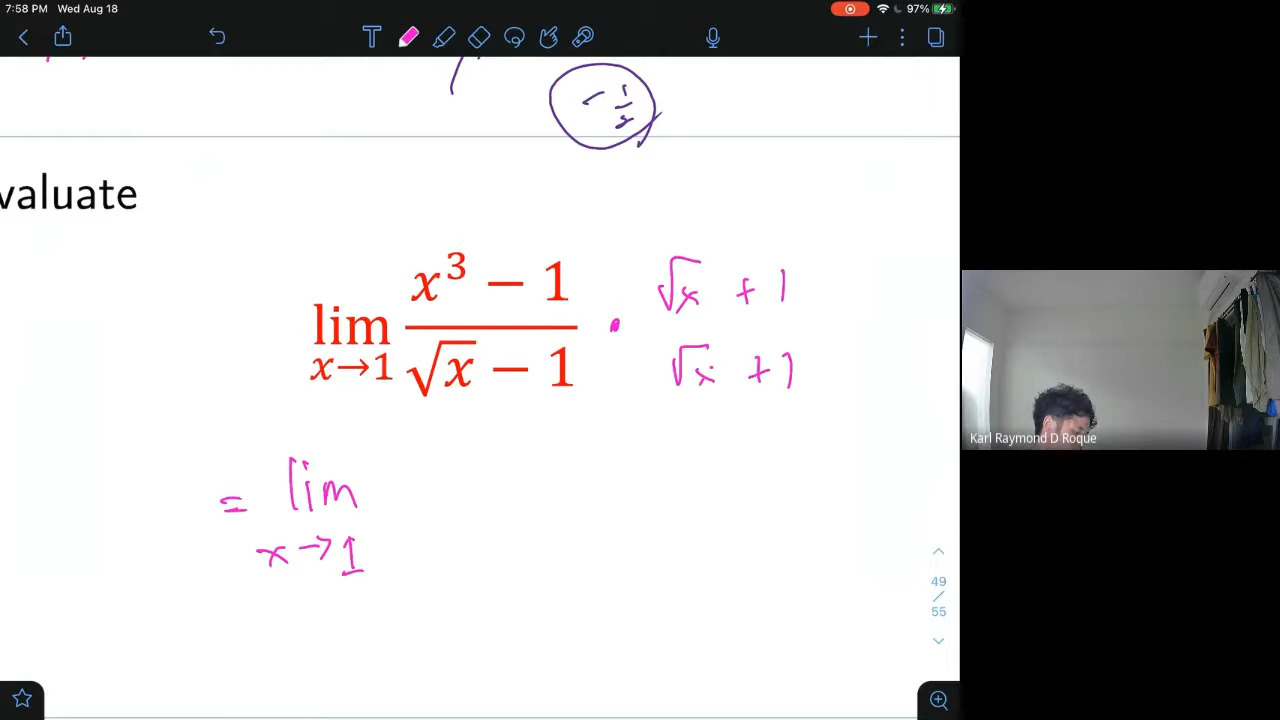 7:58 PM Wed Aug 18
97%
valuate
lim x→1 (x³ − 1)/(√x − 1) · (√x + 1)/(√x + 1)
= lim x→1
49 / 55
Karl Raymond D Roque